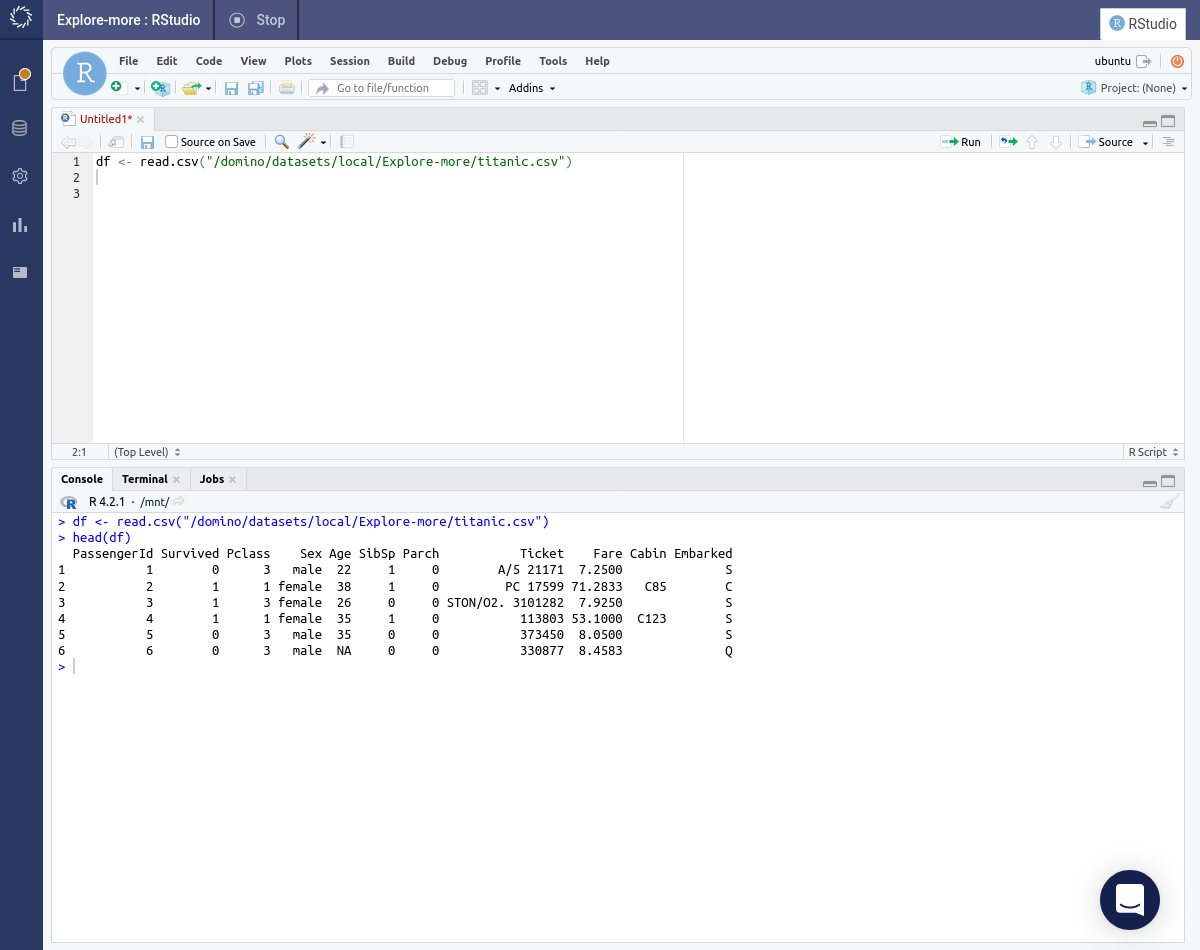 Explore-more : RStudio Stop R RStudio
R File Edit Code View Plots Session Build Debug Profile Tools Help ubuntu
Go to file/function Addins R Project: (None)
Untitled1*
Source on Save Run Source
1 df <- read.csv("/domino/datasets/local/Explore-more/titanic.csv")
2
3
2:1 (Top Level) R Script
Console Terminal Jobs
R R 4.2.1 · /mnt/
> df <- read.csv("/domino/datasets/local/Explore-more/titanic.csv")
> head(df)
  PassengerId Survived Pclass    Sex Age SibSp Parch           Ticket    Fare Cabin Embarked
1           1        0      3   male  22     1     0        A/5 21171  7.2500              S
2           2        1      1 female  38     1     0         PC 17599 71.2833   C85        C
3           3        1      3 female  26     0     0 STON/O2. 3101282  7.9250              S
4           4        1      1 female  35     1     0           113803 53.1000  C123        S
5           5        0      3   male  35     0     0           373450  8.0500              S
6           6        0      3   male  NA     0     0           330877  8.4583              Q
>